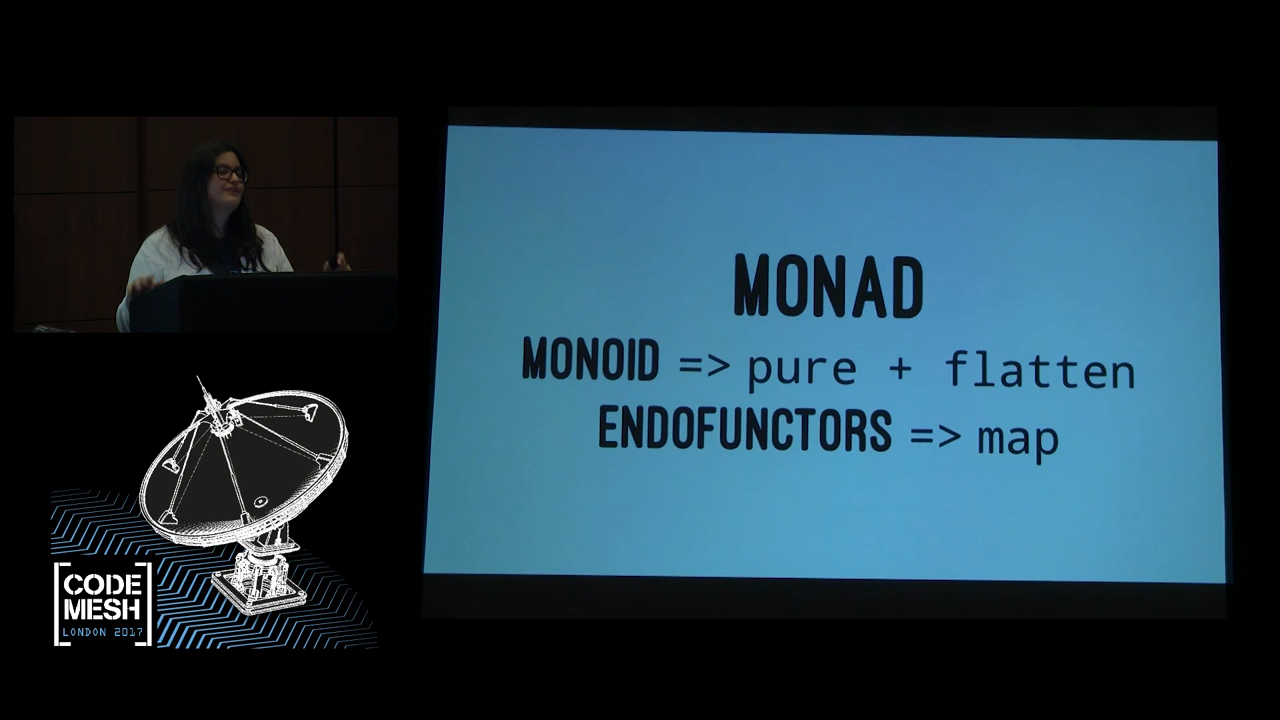 MONAD
MONOID => pure + flatten
ENDOFUNCTORS => map
CODE
MESH
LONDON 2017